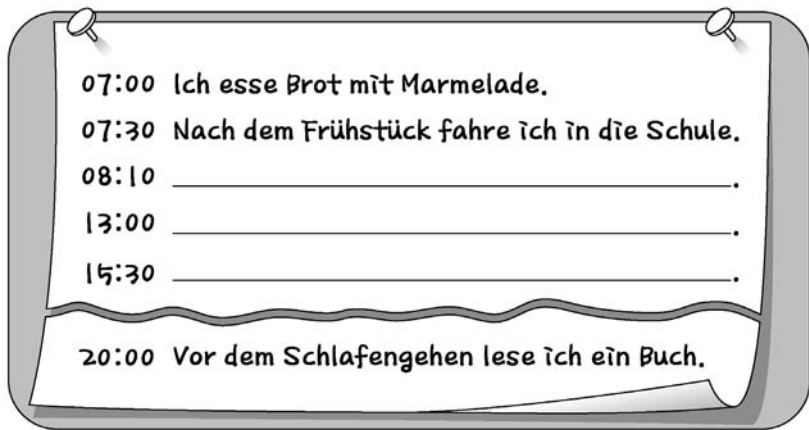 07:00 Ich esse Brot mit Marmelade.
07:30 Nach dem Frühstück fahre ich in die Schule.
08:10 .
13:00 .
15:30 .
20:00 Vor dem Schlafengehen lese ich ein Buch.